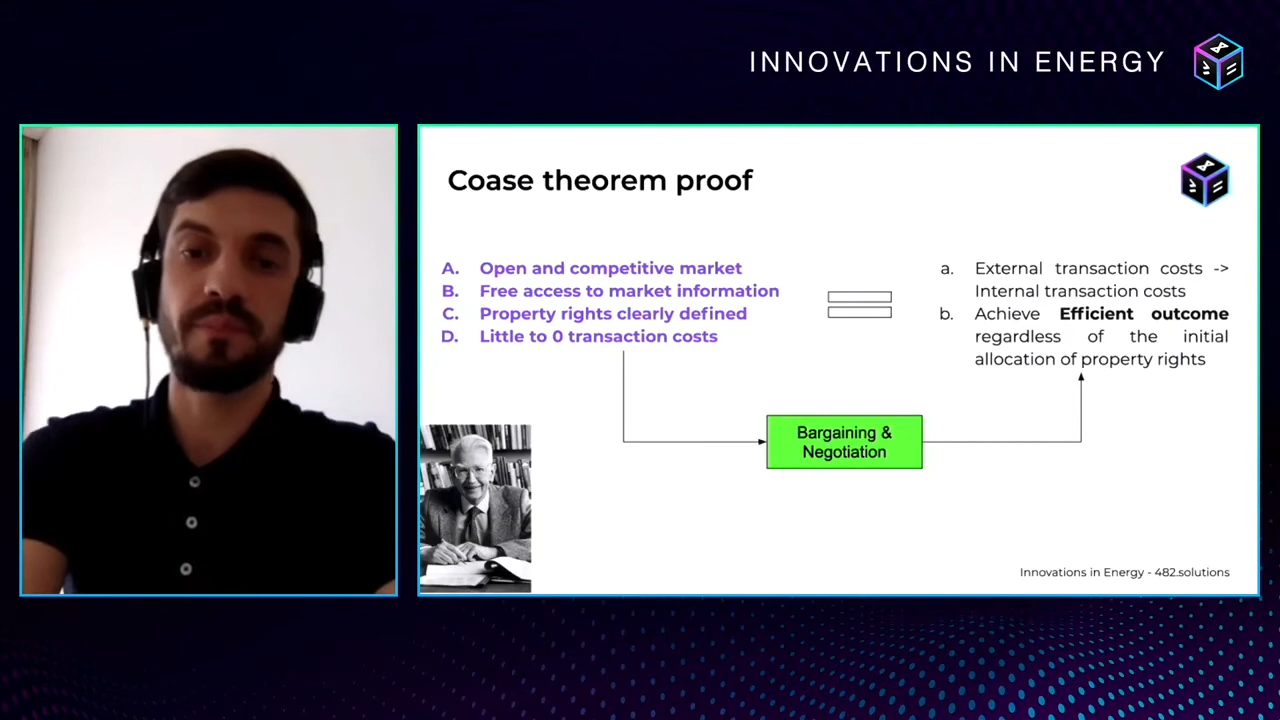 INNOVATIONS IN ENERGY
Coase theorem proof
A. Open and competitive market
B. Free access to market information
C. Property rights clearly defined
D. Little to 0 transaction costs
a. External transaction costs ->
Internal transaction costs
b. Achieve Efficient outcome
regardless of the initial
allocation of property rights
Bargaining &
Negotiation
Innovations in Energy - 482.solutions